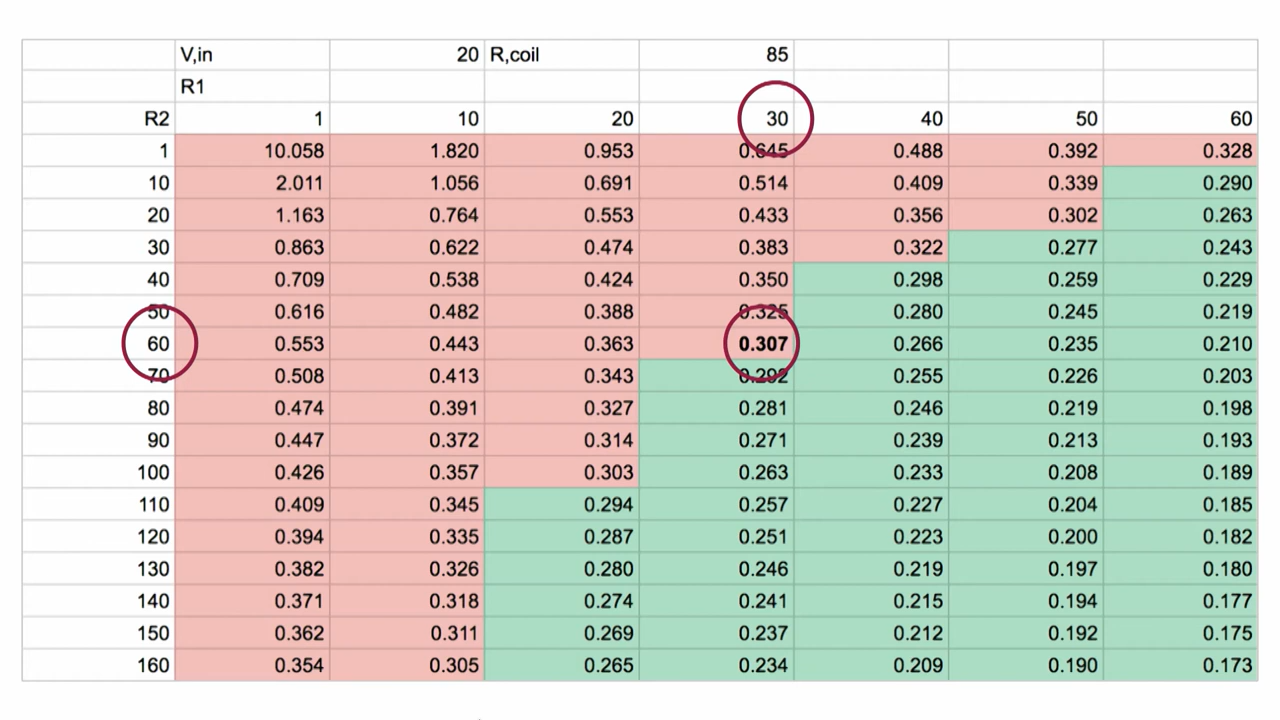 V,in 20 R,coil 85
R1
R2 1 10 20 30 40 50 60
1 10.058 1.820 0.953 0.645 0.488 0.392 0.328
10 2.011 1.056 0.691 0.514 0.409 0.339 0.290
20 1.163 0.764 0.553 0.433 0.356 0.302 0.263
30 0.863 0.622 0.474 0.383 0.322 0.277 0.243
40 0.709 0.538 0.424 0.350 0.298 0.259 0.229
50 0.616 0.482 0.388 0.325 0.280 0.245 0.219
60 0.553 0.443 0.363 0.307 0.266 0.235 0.210
70 0.508 0.413 0.343 0.292 0.255 0.226 0.203
80 0.474 0.391 0.327 0.281 0.246 0.219 0.198
90 0.447 0.372 0.314 0.271 0.239 0.213 0.193
100 0.426 0.357 0.303 0.263 0.233 0.208 0.189
110 0.409 0.345 0.294 0.257 0.227 0.204 0.185
120 0.394 0.335 0.287 0.251 0.223 0.200 0.182
130 0.382 0.326 0.280 0.246 0.219 0.197 0.180
140 0.371 0.318 0.274 0.241 0.215 0.194 0.177
150 0.362 0.311 0.269 0.237 0.212 0.192 0.175
160 0.354 0.305 0.265 0.234 0.209 0.190 0.173